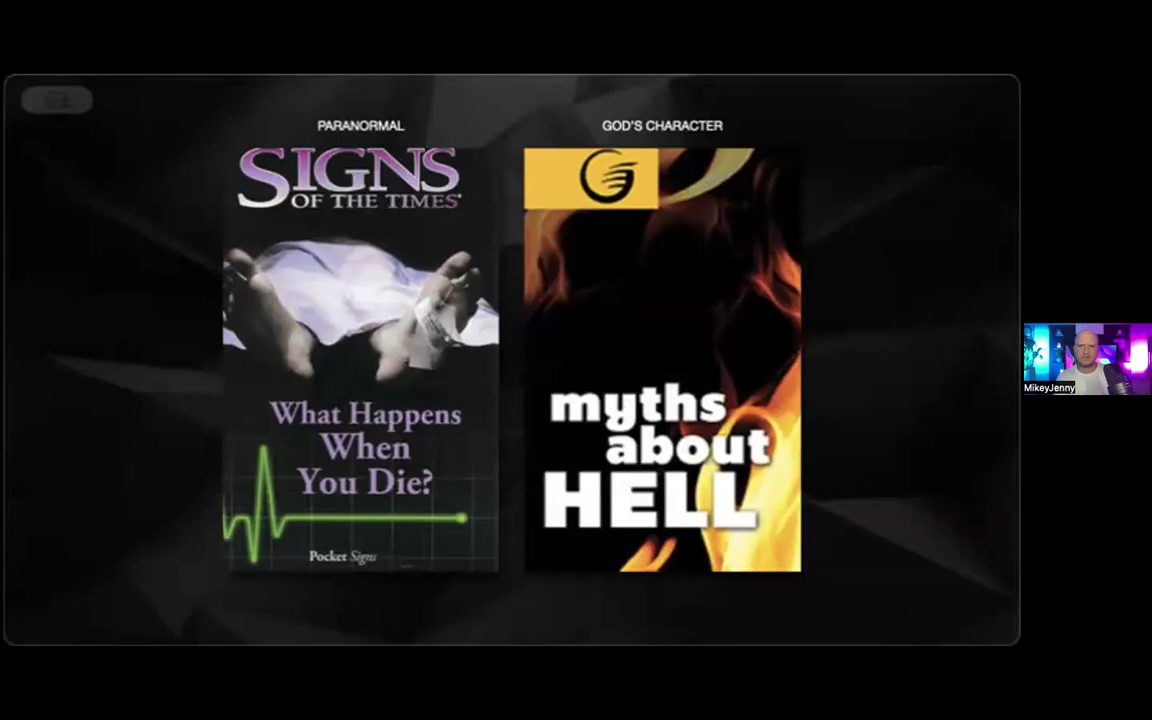 PARANORMAL
SIGNS
OF THE TIMES®
What Happens
When
You Die?
Pocket Signs
GOD'S CHARACTER
myths
about
HELL
MikeyJenny